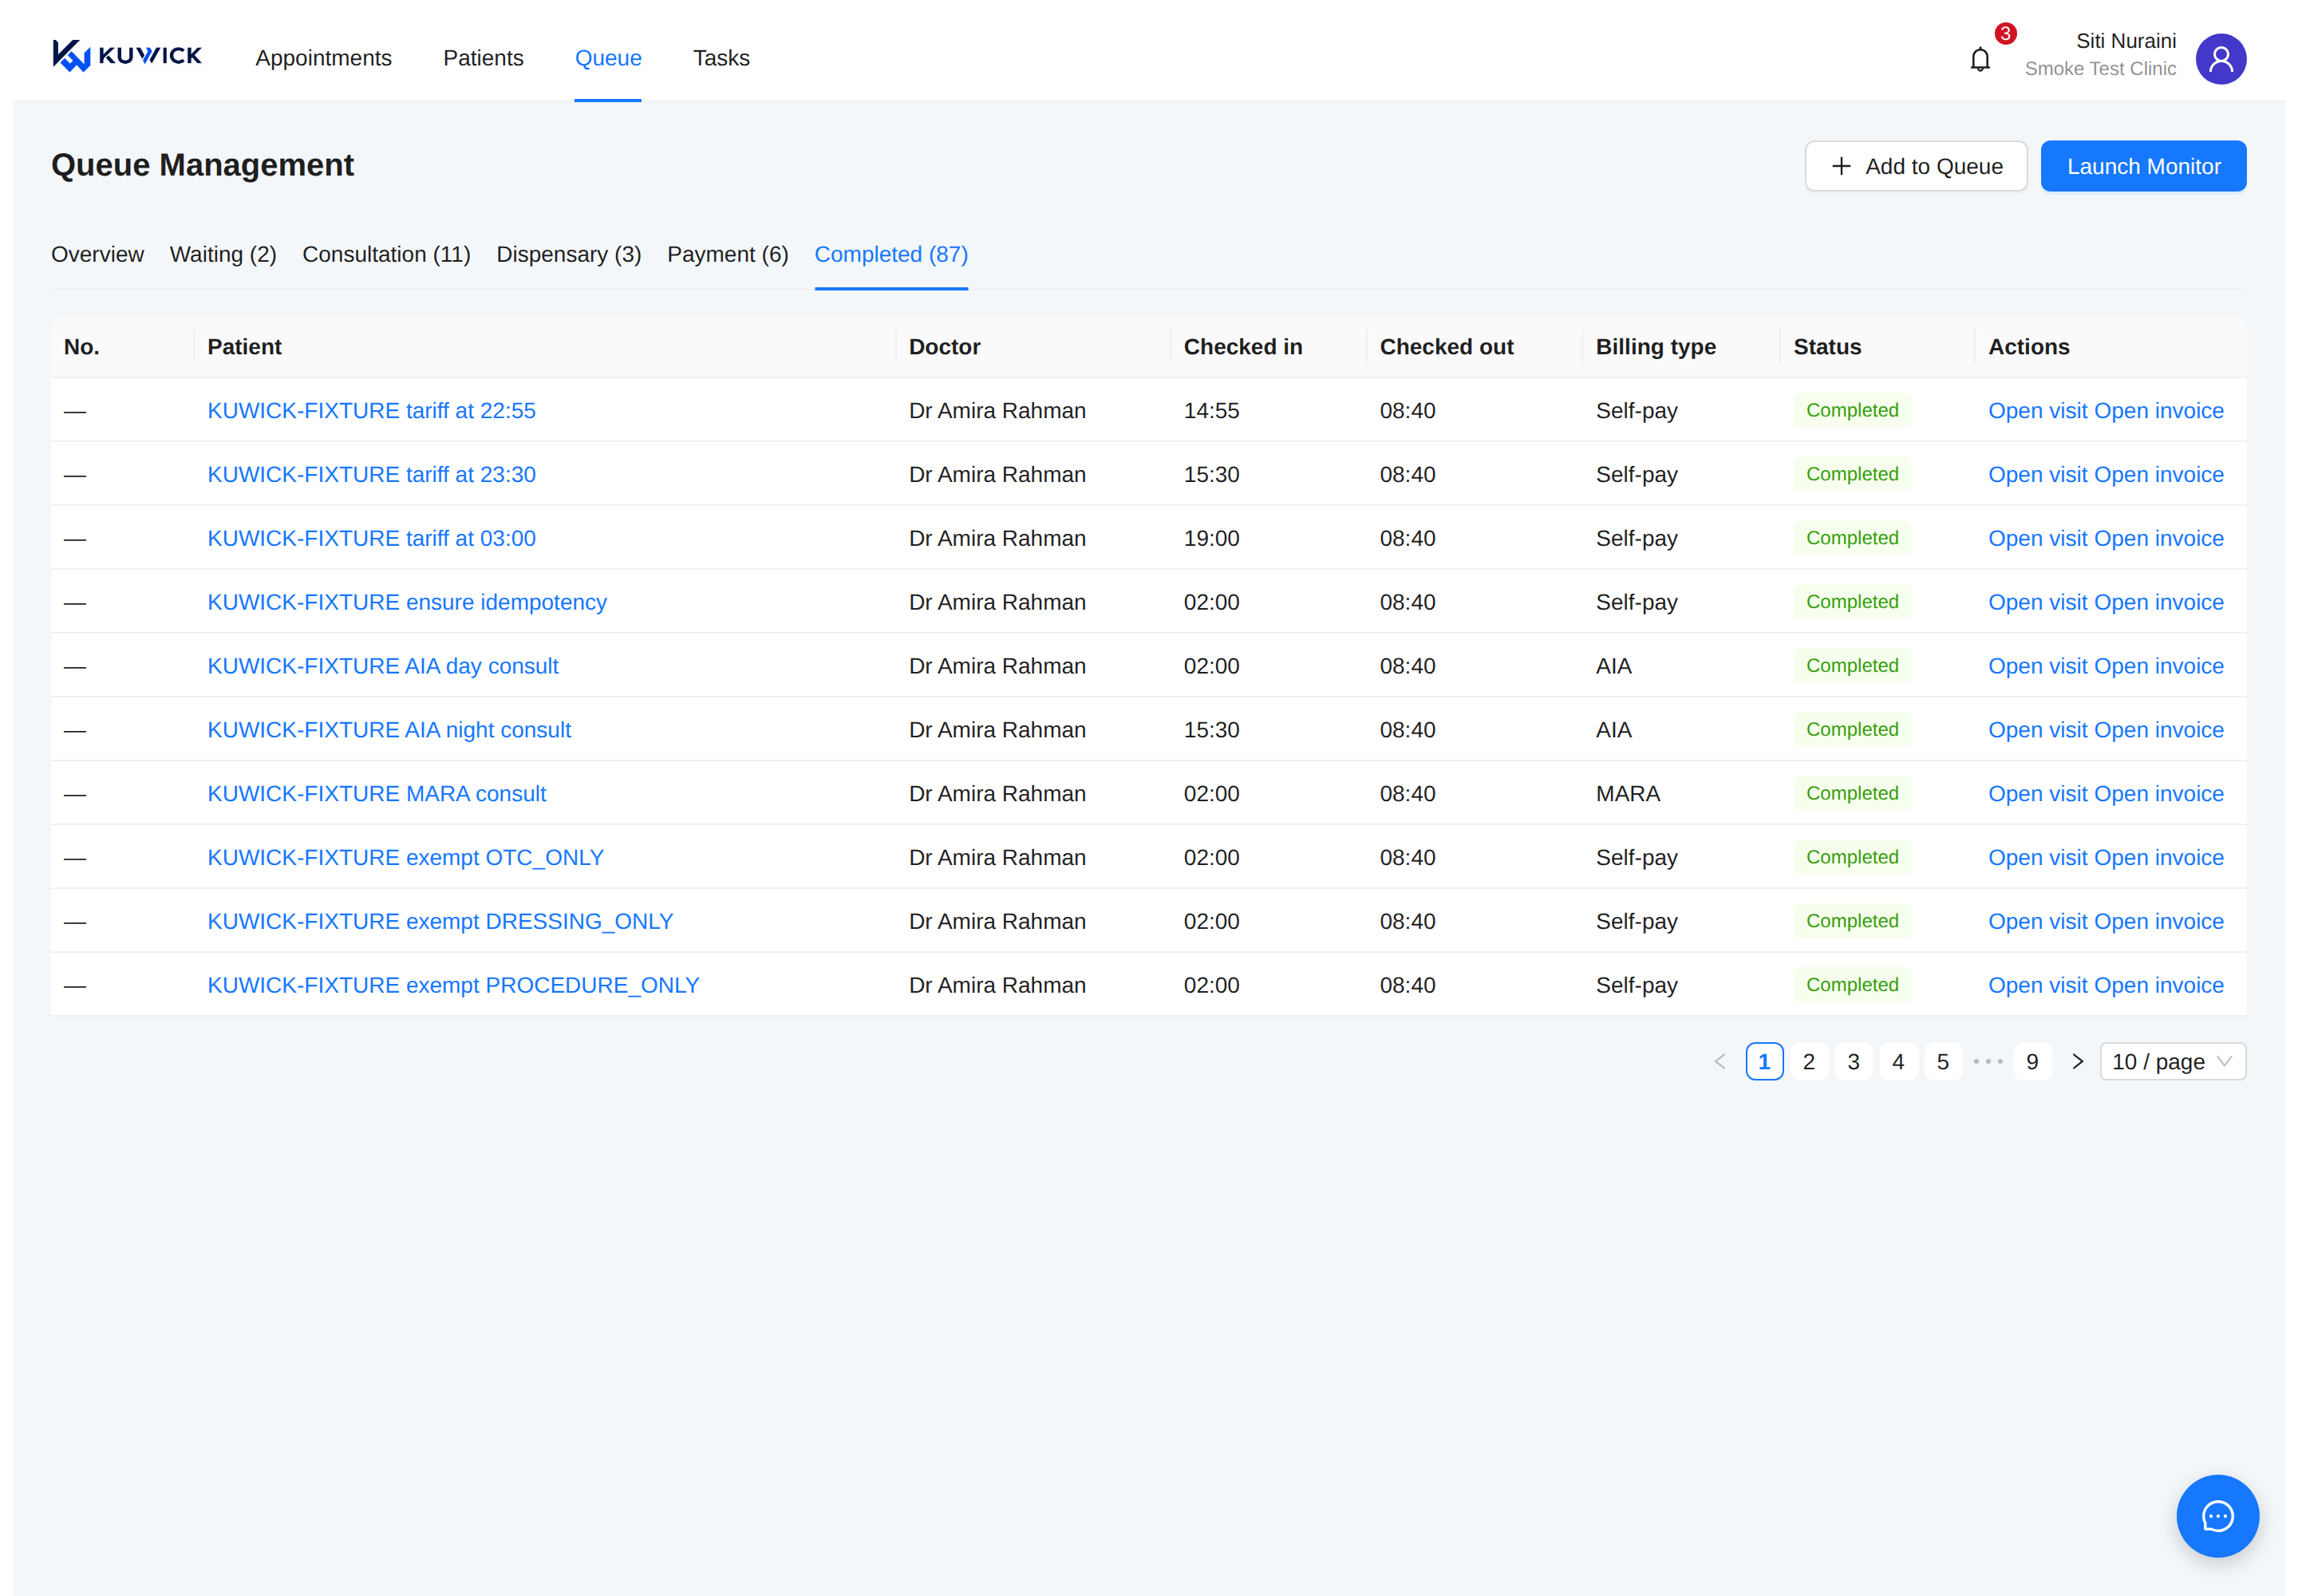 KUWICK Appointments Patients Queue Tasks 3 Siti Nuraini
Smoke Test Clinic
Queue Management Add to Queue Launch Monitor
Overview Waiting (2) Consultation (11) Dispensary (3) Payment (6) Completed (87)
No. Patient Doctor Checked in Checked out Billing type Status Actions
— KUWICK-FIXTURE tariff at 22:55 Dr Amira Rahman 14:55 08:40 Self-pay Completed Open visit Open invoice
— KUWICK-FIXTURE tariff at 23:30 Dr Amira Rahman 15:30 08:40 Self-pay Completed Open visit Open invoice
— KUWICK-FIXTURE tariff at 03:00 Dr Amira Rahman 19:00 08:40 Self-pay Completed Open visit Open invoice
— KUWICK-FIXTURE ensure idempotency Dr Amira Rahman 02:00 08:40 Self-pay Completed Open visit Open invoice
— KUWICK-FIXTURE AIA day consult Dr Amira Rahman 02:00 08:40 AIA Completed Open visit Open invoice
— KUWICK-FIXTURE AIA night consult Dr Amira Rahman 15:30 08:40 AIA Completed Open visit Open invoice
— KUWICK-FIXTURE MARA consult Dr Amira Rahman 02:00 08:40 MARA Completed Open visit Open invoice
— KUWICK-FIXTURE exempt OTC_ONLY Dr Amira Rahman 02:00 08:40 Self-pay Completed Open visit Open invoice
— KUWICK-FIXTURE exempt DRESSING_ONLY Dr Amira Rahman 02:00 08:40 Self-pay Completed Open visit Open invoice
— KUWICK-FIXTURE exempt PROCEDURE_ONLY Dr Amira Rahman 02:00 08:40 Self-pay Completed Open visit Open invoice
1 2 3 4 5 ••• 9 10 / page